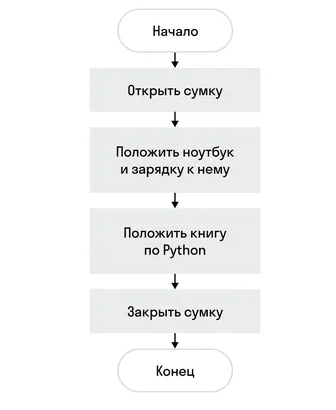 Начало
Открыть сумку
Положить ноутбук
и зарядку к нему
Положить книгу
по Python
Закрыть сумку
Конец